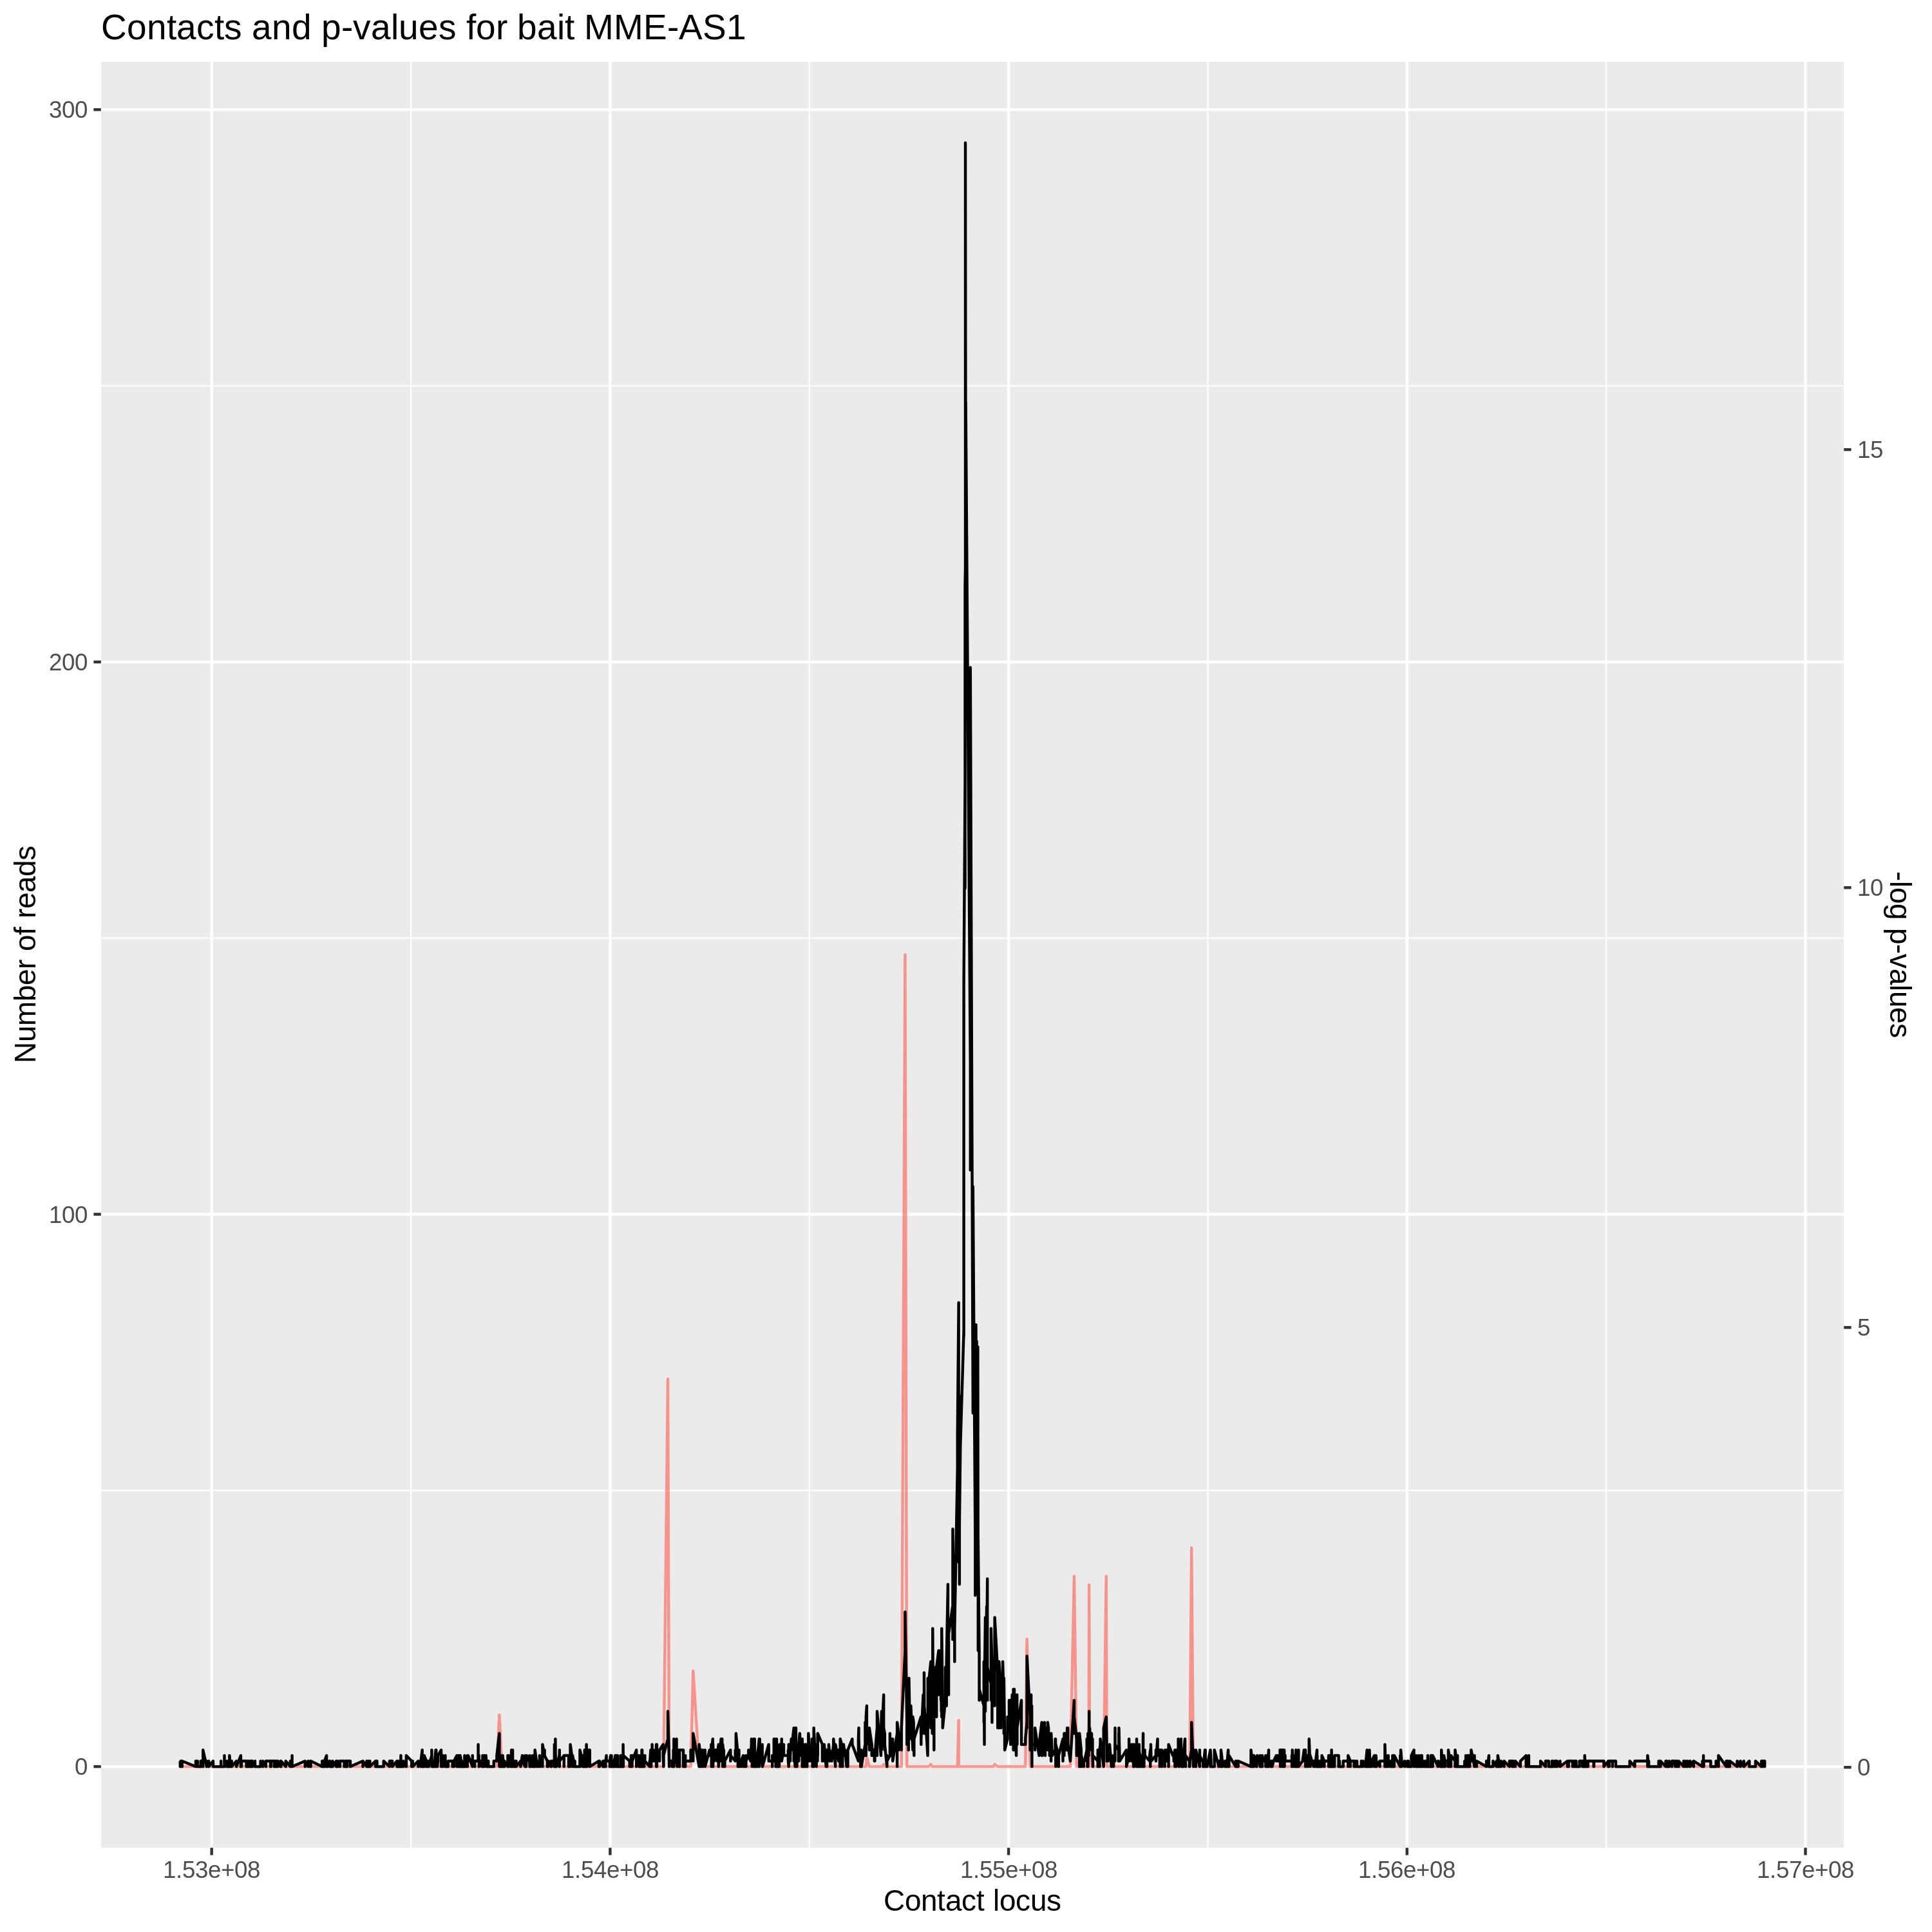 Contacts and p-values for bait MME-AS1
300
200
100
0
Number of reads
15
10
5
0
-log p-values
1.53e+08 1.54e+08 1.55e+08 1.56e+08 1.57e+08
Contact locus